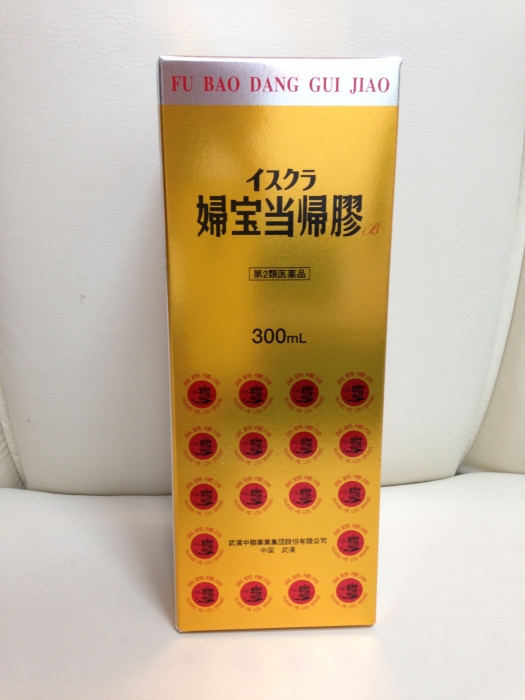 FU BAO DANG GUI JIAO
イスクラ
婦宝当帰膠B
第2類医薬品
300mL
武漢中聯薬業集団股份有限公司
中国 武漢